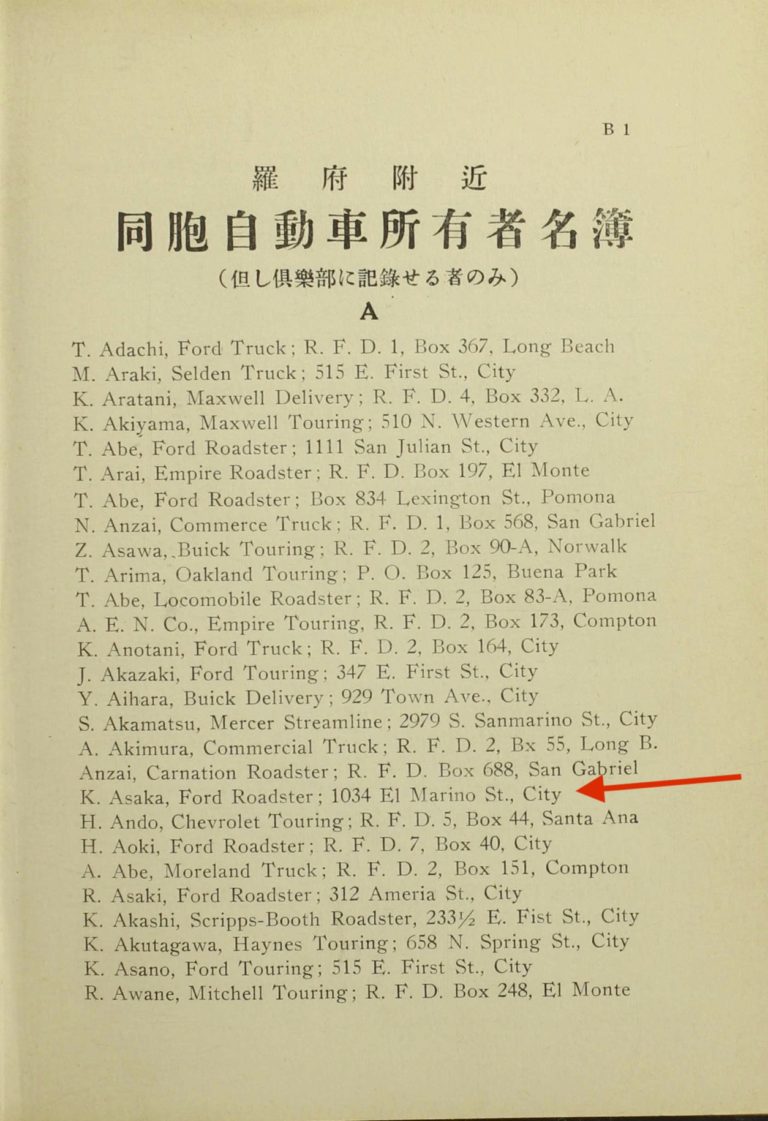 B 1
羅府附近
同胞自動車所有者名簿
(但し倶樂部に記錄せる者のみ)
A
T. Adachi, Ford Truck; R. F. D. 1, Box 367, Long Beach
M. Araki, Selden Truck; 515 E. First St., City
K. Aratani, Maxwell Delivery; R. F. D. 4, Box 332, L. A.
K. Akiyama, Maxwell Touring; 510 N. Western Ave., City
T. Abe, Ford Roadster; 1111 San Julian St., City
T. Arai, Empire Roadster; R. F. D. Box 197, El Monte
T. Abe, Ford Roadster; Box 834 Lexington St., Pomona
N. Anzai, Commerce Truck; R. F. D. 1, Box 568, San Gabriel
Z. Asawa, Buick Touring; R. F. D. 2, Box 90-A, Norwalk
T. Arima, Oakland Touring; P. O. Box 125, Buena Park
T. Abe, Locomobile Roadster; R. F. D. 2, Box 83-A, Pomona
A. E. N. Co., Empire Touring, R. F. D. 2, Box 173, Compton
K. Anotani, Ford Truck; R. F. D. 2, Box 164, City
J. Akazaki, Ford Touring; 347 E. First St., City
Y. Aihara, Buick Delivery; 929 Town Ave., City
S. Akamatsu, Mercer Streamline; 2979 S. Sanmarino St., City
A. Akimura, Commercial Truck; R. F. D. 2, Bx 55, Long B.
Anzai, Carnation Roadster; R. F. D. Box 688, San Gabriel
K. Asaka, Ford Roadster; 1034 El Marino St., City
H. Ando, Chevrolet Touring; R. F. D. 5, Box 44, Santa Ana
H. Aoki, Ford Roadster; R. F. D. 7, Box 40, City
A. Abe, Moreland Truck; R. F. D. 2, Box 151, Compton
R. Asaki, Ford Roadster; 312 Ameria St., City
K. Akashi, Scripps-Booth Roadster, 233½ E. Fist St., City
K. Akutagawa, Haynes Touring; 658 N. Spring St., City
K. Asano, Ford Touring; 515 E. First St., City
R. Awane, Mitchell Touring; R. F. D. Box 248, El Monte